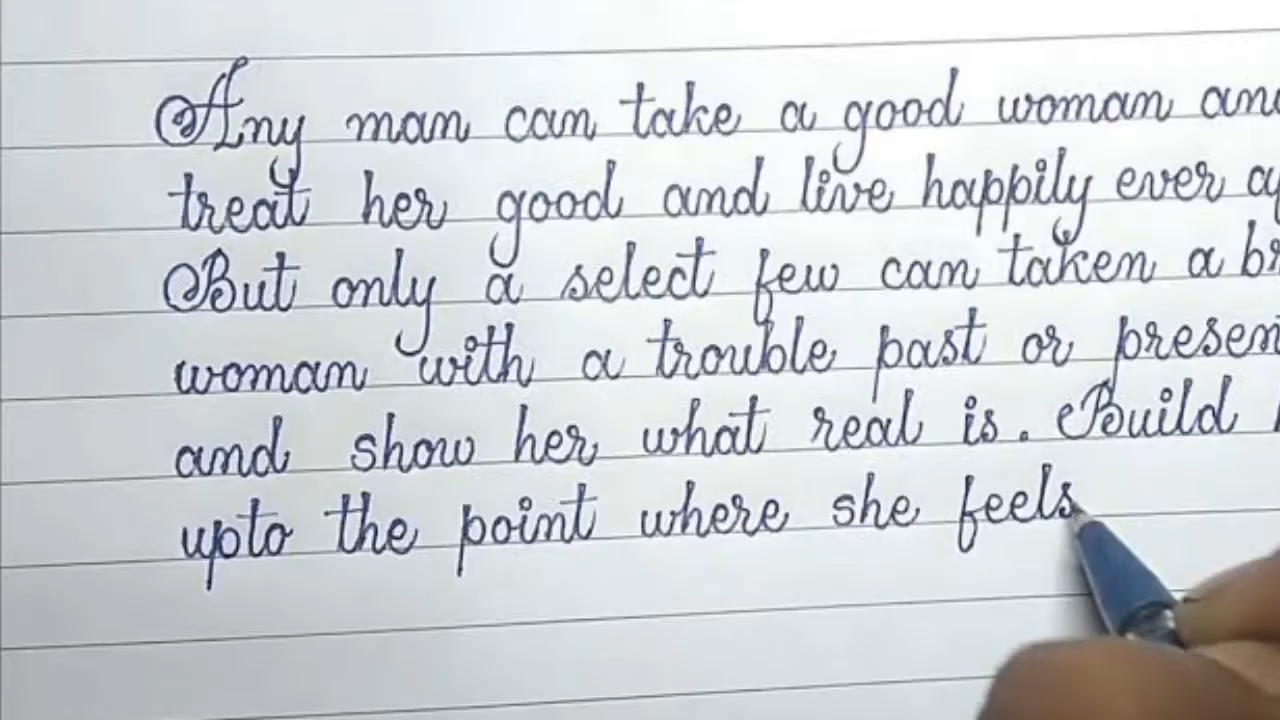 Any man can take a good woman and
treat her good and live happily ever
But only a select few can taken a
woman with a trouble past or present
and show her what real is. Build
upto the point where she feels